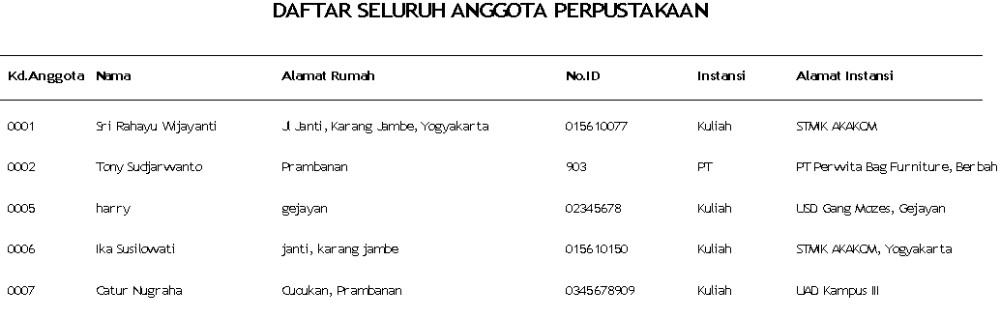 DAFTAR SELURUH ANGGOTA PERPUSTAKAAN
Kd.Anggota Nama Alamat Rumah No.ID Instansi Alamat Instansi
0001 Sri Rahayu Wijayanti Jl Janti, Karang Jambe, Yogyakarta 015610077 Kuliah STMIK AKAKOM
0002 Tony Sudjarwanto Prambanan 903 PT PT Perwita Bag Furniture, Berbah
0005 harry gejayan 02345678 Kuliah USD Gang Mozes, Gejayan
0006 Ika Susilowati janti, karang jambe 015610150 Kuliah STMIK AKAKOM, Yogyakarta
0007 Catur Nugraha Cucukan, Prambanan 0345678909 Kuliah UAD Kampus III